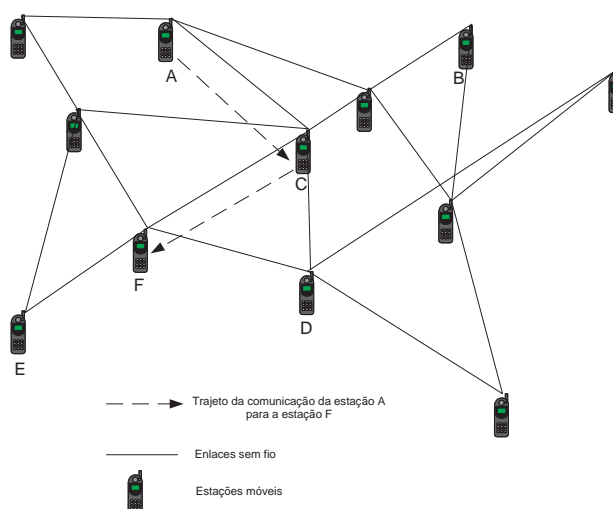 A
B
C
F
D
E
Trajeto da comunicação da estação A
para a estação F
Enlaces sem fio
Estações móveis